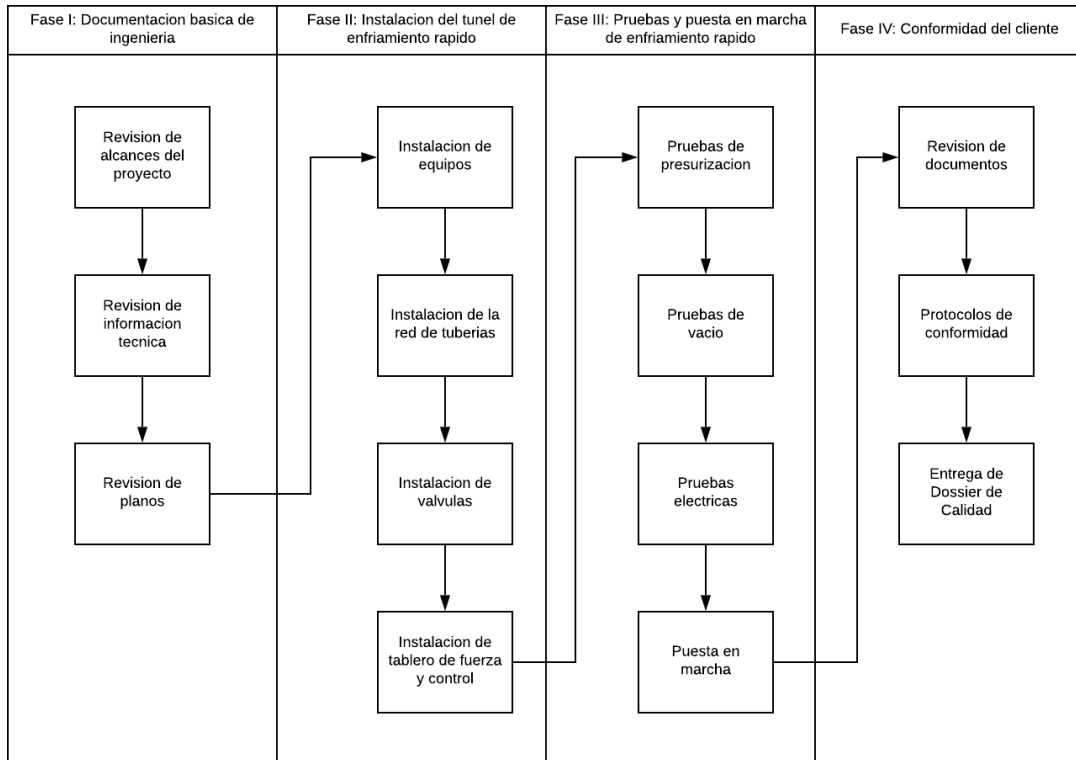 Fase I: Documentacion basica de
ingenieria
Fase II: Instalacion del tunel de
enfriamiento rapido
Fase III: Pruebas y puesta en marcha
de enfriamiento rapido
Fase IV: Conformidad del cliente
Revision de
alcances del
proyecto
Revision de
informacion
tecnica
Revision de
planos
Instalacion de
equipos
Instalacion de la
red de tuberias
Instalacion de
valvulas
Instalacion de
tablero de fuerza
y control
Pruebas de
presurizacion
Pruebas de
vacio
Pruebas
electricas
Puesta en
marcha
Revision de
documentos
Protocolos de
conformidad
Entrega de
Dossier de
Calidad